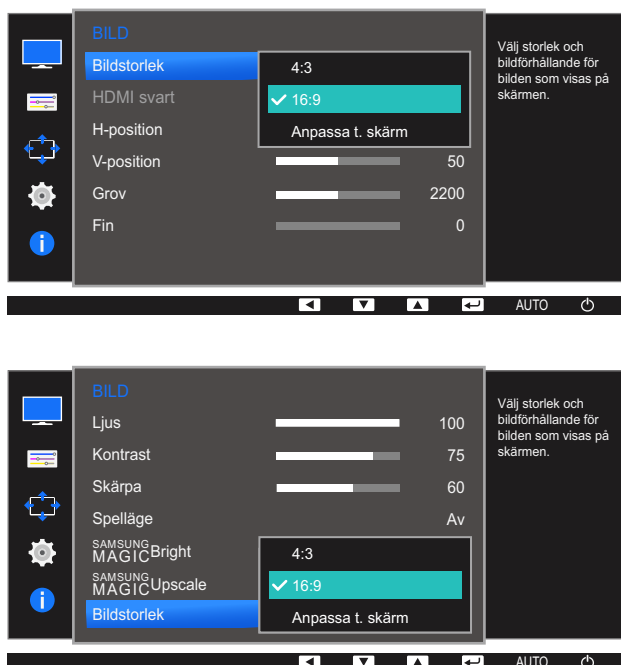 BILD
Bildstorlek
4:3
HDMI svart
16:9
H-position
Anpassa t. skärm
V-position
50
Grov
2200
Fin
0
Välj storlek och
bildförhållande för
bilden som visas på
skärmen.
AUTO
BILD
Ljus
100
Kontrast
75
Skärpa
60
Spelläge
Av
SAMSUNG
MAGICBright
4:3
SAMSUNG
MAGICUpscale
16:9
Bildstorlek
Anpassa t. skärm
Välj storlek och
bildförhållande för
bilden som visas på
skärmen.
AUTO